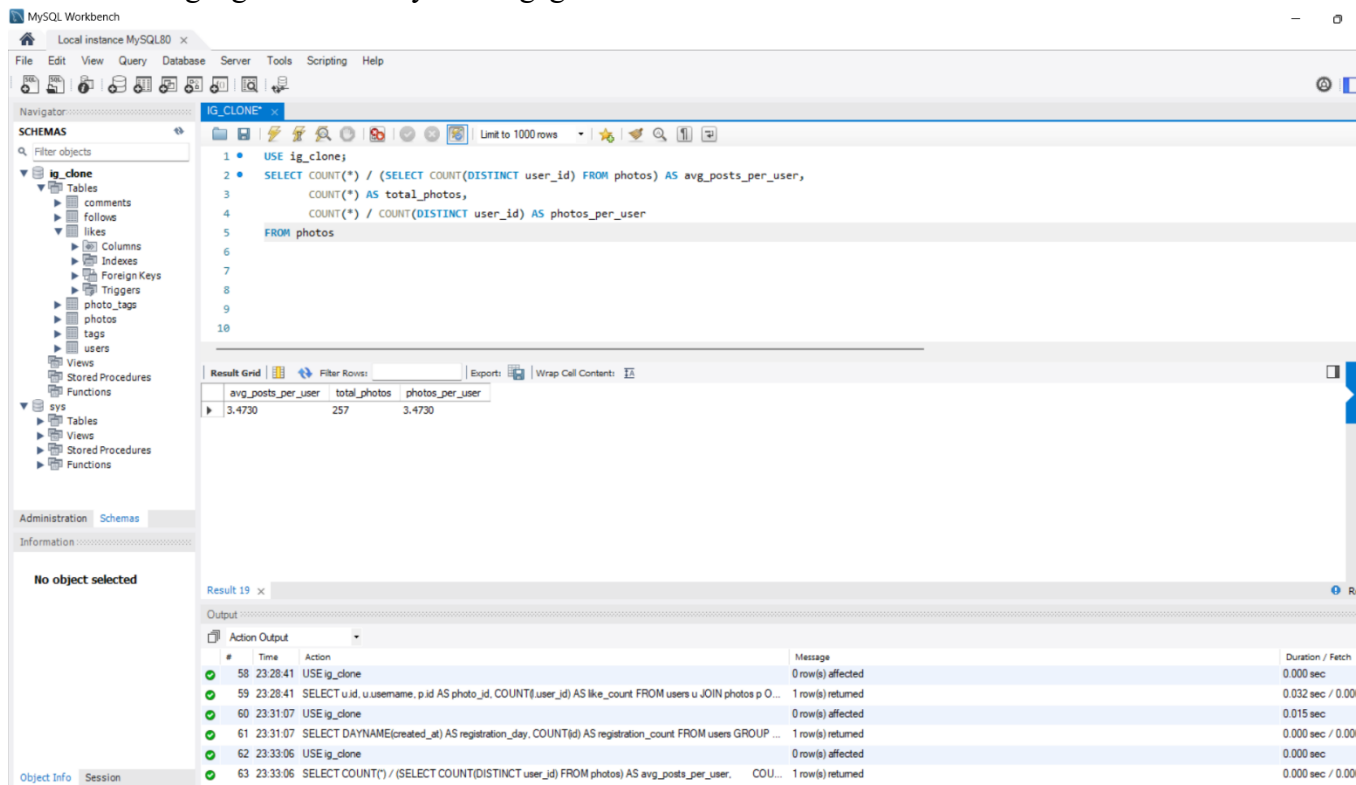 MySQL Workbench
Local instance MySQL80
File Edit View Query Database Server Tools Scripting Help
Navigator
SCHEMAS
Filter objects
ig_clone
Tables
comments
follows
likes
Columns
Indexes
Foreign Keys
Triggers
photo_tags
photos
tags
users
Views
Stored Procedures
Functions
sys
Tables
Views
Stored Procedures
Functions
Administration Schemas
Information
No object selected
Object Info Session
IG_CLONE*
Limit to 1000 rows
1 USE ig_clone;
2 SELECT COUNT(*) / (SELECT COUNT(DISTINCT user_id) FROM photos) AS avg_posts_per_user,
3 COUNT(*) AS total_photos,
4 COUNT(*) / COUNT(DISTINCT user_id) AS photos_per_user
5 FROM photos
6
7
8
9
10
Result Grid Filter Rows: Export: Wrap Cell Content:
avg_posts_per_user total_photos photos_per_user
3.4730 257 3.4730
Result 19
Output
Action Output
# Time Action Message Duration / Fetch
58 23:28:41 USE ig_clone 0 row(s) affected 0.000 sec
59 23:28:41 SELECT u.id, u.username, p.id AS photo_id, COUNT(l.user_id) AS like_count FROM users u JOIN photos p O... 1 row(s) returned 0.032 sec / 0.00
60 23:31:07 USE ig_clone 0 row(s) affected 0.015 sec
61 23:31:07 SELECT DAYNAME(created_at) AS registration_day, COUNT(id) AS registration_count FROM users GROUP ... 1 row(s) returned 0.000 sec / 0.00
62 23:33:06 USE ig_clone 0 row(s) affected 0.000 sec
63 23:33:06 SELECT COUNT(*) / (SELECT COUNT(DISTINCT user_id) FROM photos) AS avg_posts_per_user, COU... 1 row(s) returned 0.000 sec / 0.00